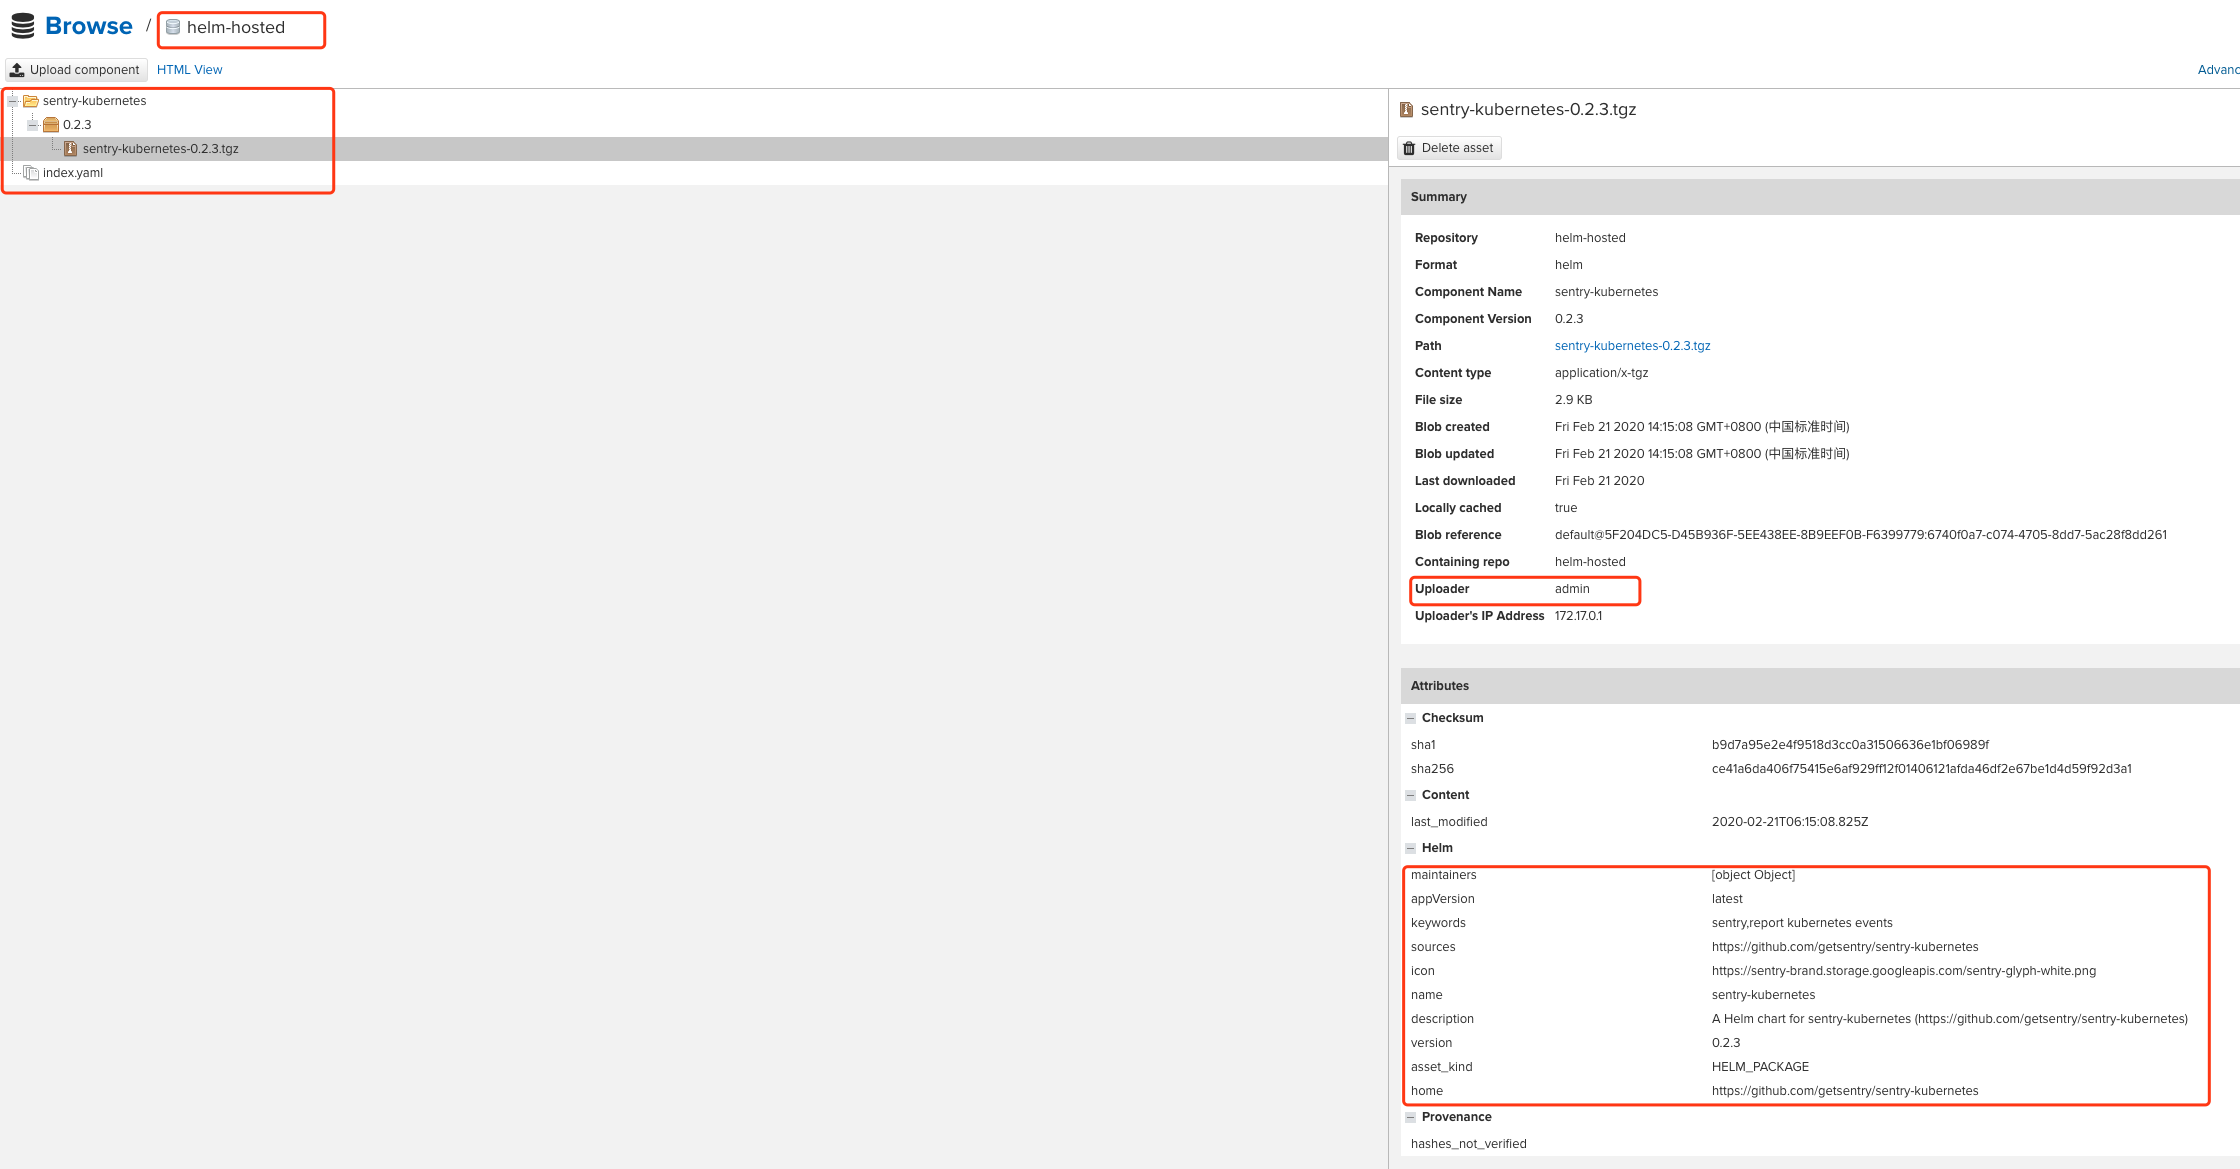 Browse / helm-hosted
Upload component HTML View Advanc
sentry-kubernetes
0.2.3
sentry-kubernetes-0.2.3.tgz
index.yaml
sentry-kubernetes-0.2.3.tgz
Delete asset
Summary
Repository helm-hosted
Format helm
Component Name sentry-kubernetes
Component Version 0.2.3
Path sentry-kubernetes-0.2.3.tgz
Content type application/x-tgz
File size 2.9 KB
Blob created Fri Feb 21 2020 14:15:08 GMT+0800 (中国标准时间)
Blob updated Fri Feb 21 2020 14:15:08 GMT+0800 (中国标准时间)
Last downloaded Fri Feb 21 2020
Locally cached true
Blob reference default@5F204DC5-D45B936F-5EE438EE-8B9EEF0B-F6399779:6740f0a7-c074-4705-8dd7-5ac28f8dd261
Containing repo helm-hosted
Uploader admin
Uploader's IP Address 172.17.0.1
Attributes
Checksum
sha1 b9d7a95e2e4f9518d3cc0a31506636e1bf06989f
sha256 ce41a6da406f75415e6af929ff12f01406121afda46df2e67be1d4d59f92d3a1
Content
last_modified 2020-02-21T06:15:08.825Z
Helm
maintainers [object Object]
appVersion latest
keywords sentry,report kubernetes events
sources https://github.com/getsentry/sentry-kubernetes
icon https://sentry-brand.storage.googleapis.com/sentry-glyph-white.png
name sentry-kubernetes
description A Helm chart for sentry-kubernetes (https://github.com/getsentry/sentry-kubernetes)
version 0.2.3
asset_kind HELM_PACKAGE
home https://github.com/getsentry/sentry-kubernetes
Provenance
hashes_not_verified